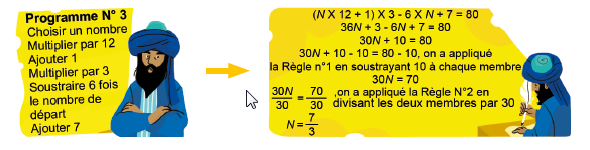 Programme N° 3
Choisir un nombre
Multiplier par 12
Ajouter 1
Multiplier par 3
Soustraire 6 fois
le nombre de
départ
Ajouter 7
(N X 12 + 1) X 3 - 6 X N + 7 = 80
36N + 3 - 6N + 7 = 80
30N + 10 = 80
30N + 10 - 10 = 80 - 10, on a appliqué
la Règle n°1 en soustrayant 10 à chaque membre
30N = 70
30N/30 = 70/30 ,on a appliqué la Règle N°2 en
divisant les deux membres par 30
N = 7/3